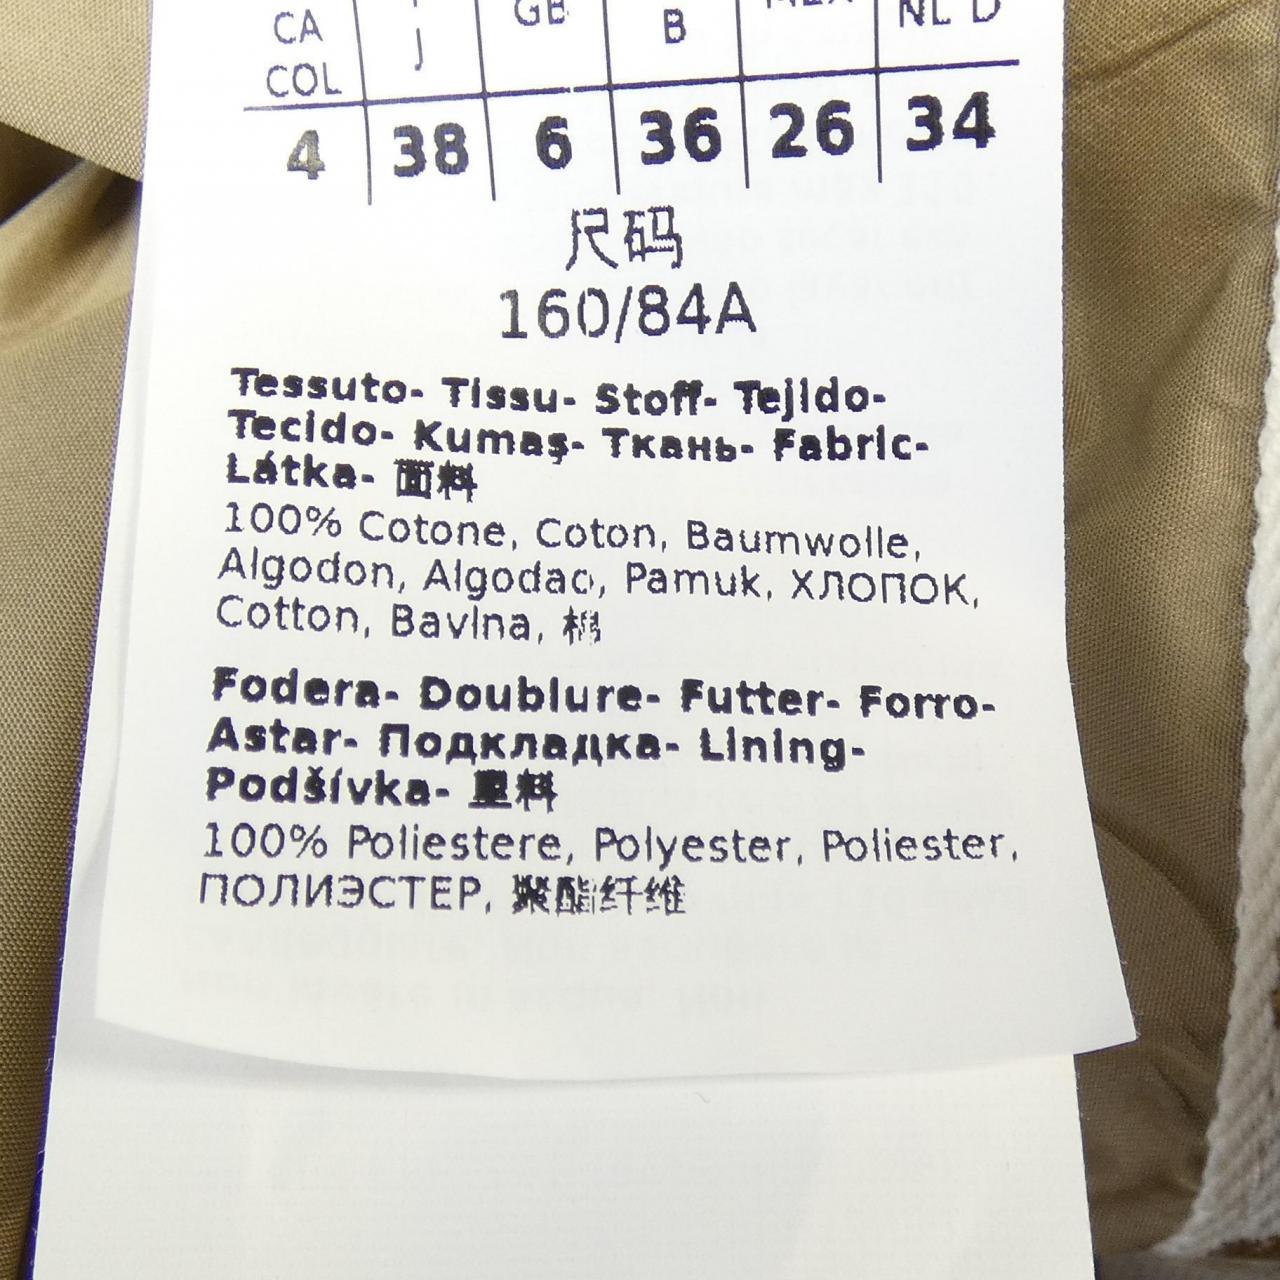 CA GB B MEX NL D
COL J
4 38 6 36 26 34
尺码
160/84A
Tessuto- Tissu- Stoff- Tejido-
Tecido- Kumaş- Ткань- Fabric-
Látka- 面料
100% Cotone, Coton, Baumwolle,
Algodon, Algodao, Pamuk, ХЛОПОК,
Cotton, Bavlna, 棉
Fodera- Doublure- Futter- Forro-
Astar- Подкладка- Lining-
Podšívka- 里料
100% Poliestere, Polyester, Poliester,
ПОЛИЭСТЕР, 聚酯纤维